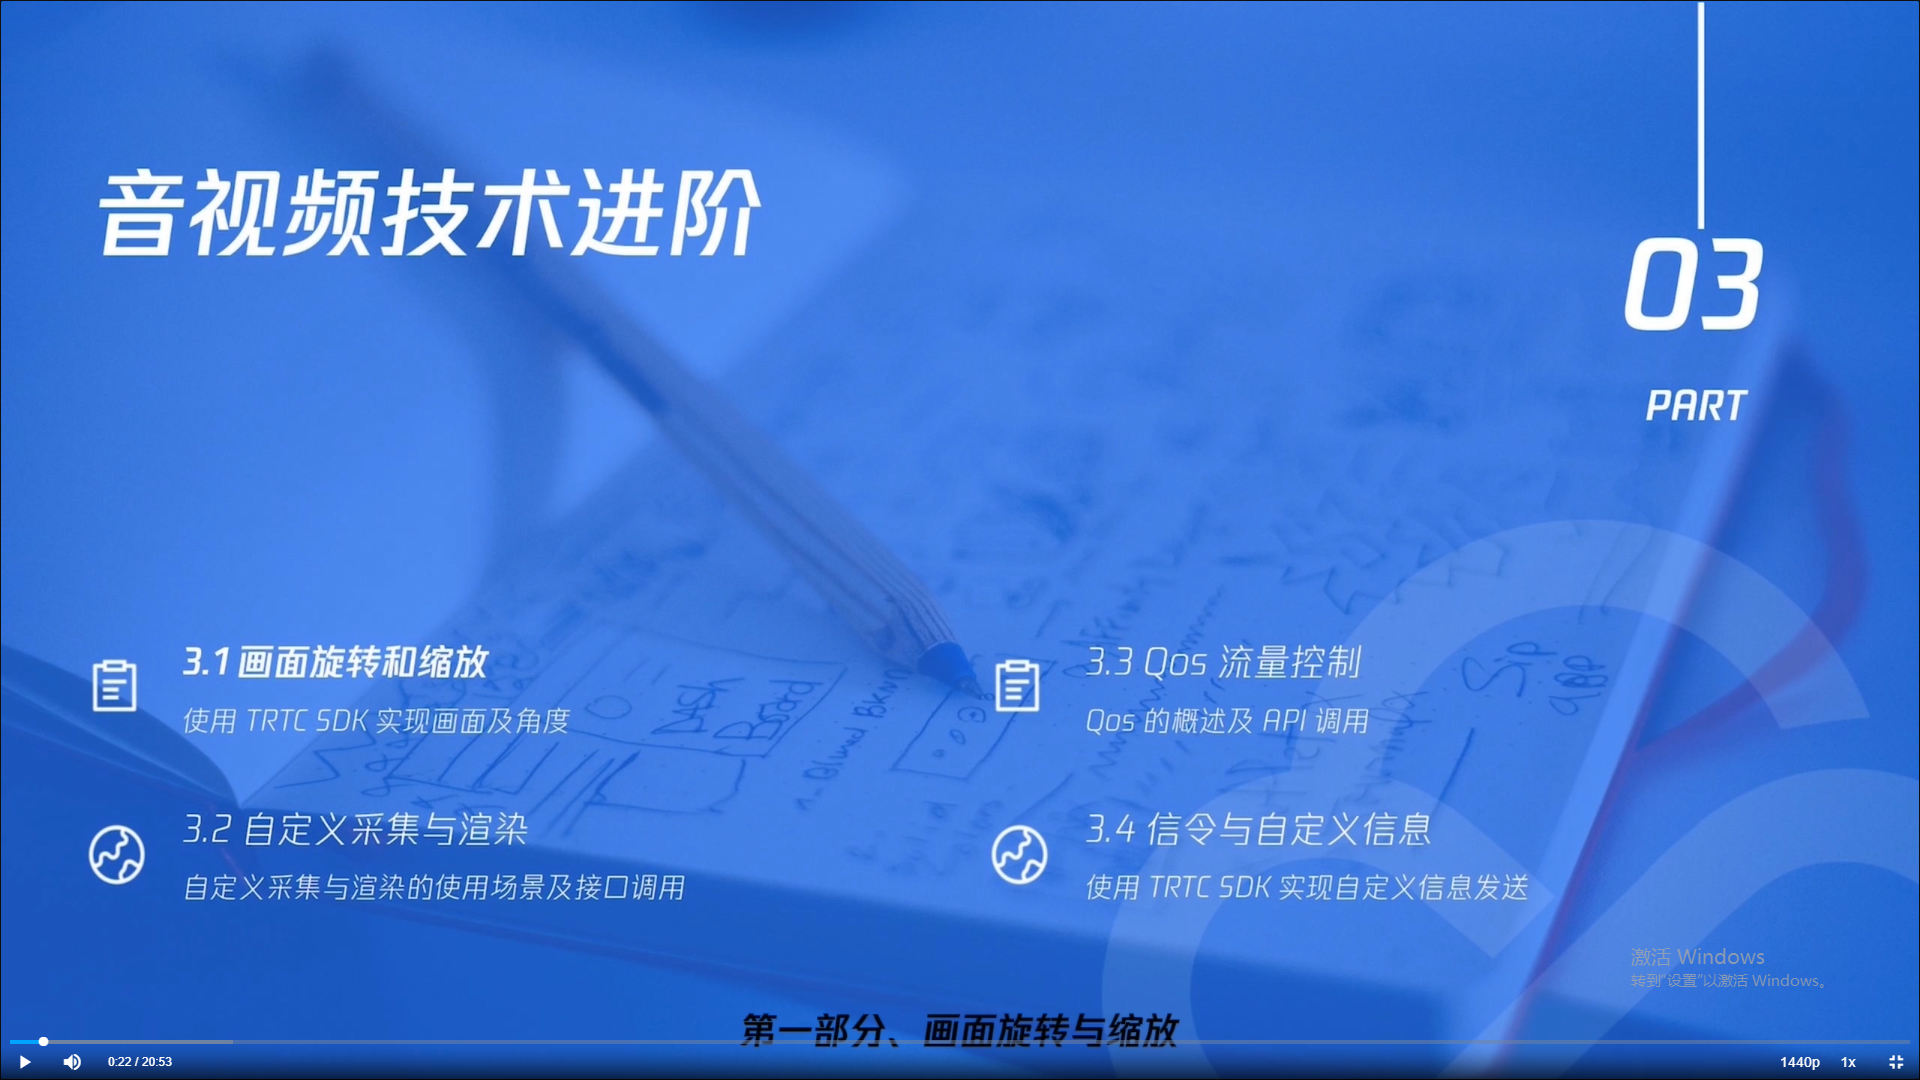 音视频技术进阶
03
PART
3.1 画面旋转和缩放
使用 TRTC SDK 实现画面及角度
3.3 Qos 流量控制
Qos 的概述及 API 调用
3.2 自定义采集与渲染
自定义采集与渲染的使用场景及接口调用
3.4 信令与自定义信息
使用 TRTC SDK 实现自定义信息发送
激活 Windows
转到“设置”以激活 Windows。
第一部分、画面旋转与缩放
0:22 / 20:53
1440p
1x